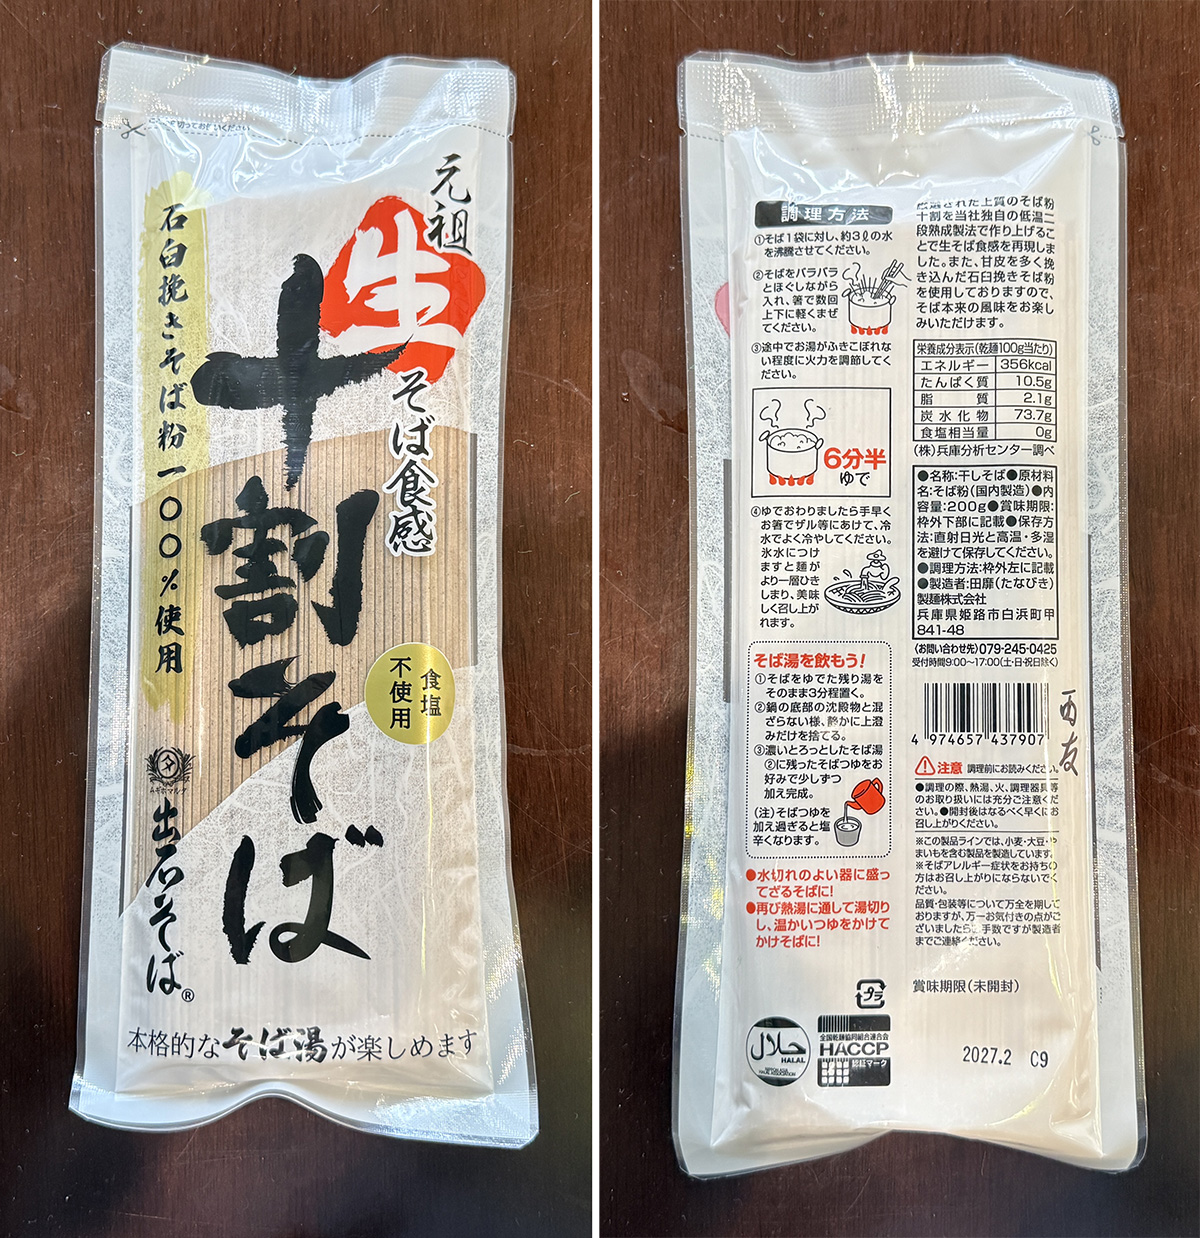 元祖
生
そば食感
十割そば
石臼挽きそば粉一〇〇%使用
食塩
不使用
出石そば®
本格的なそば湯が楽しめます
調理方法
①そば1袋に対し、約3ℓの水
を沸騰させてください。
②そばをバラバラ
とほぐしながら
入れ、箸で数回
上下に軽くまぜ
てください。
③途中でお湯がふきこぼれな
い程度に火力を調節してく
ださい。
6分半
ゆで
④ゆでおわりましたら手早く
お箸でザル等にあけて、冷
水でよく冷やしてください。
氷水につけ
ますと麺が
より一層ひき
しまり、美味
しく召し上が
れます。
そば湯を飲もう!
①そばをゆでた残り湯を
そのまま3分程置く。
②鍋の底部の沈殿物と混
ざらない様、静かに上澄
みだけを捨てる。
③濃いとろっとしたそば湯
②に残ったそばつゆをお
好みで少しずつ
加え完成。
(注)そばつゆを
加え過ぎると塩
辛くなります。
●水切れのよい器に盛っ
てざるそばに!
●再び熱湯に通して湯切り
し、温かいつゆをかけて
かけそばに!
プラ
HALAL
NIPPON ASIA
HALAL ASSOCIATION
全国乾麺協同組合連合会
HACCP
認証マーク
厳選された上質のそば粉
十割を当社独自の低温二
段熟成製法で作り上げるこ
とで生そば食感を再現しま
した。また、甘皮を多く挽
き込んだ石臼挽きそば粉
を使用しておりますので、
そば本来の風味をお楽し
みいただけます。
栄養成分表示(乾麺100g当たり)
エネルギー 356kcal
たんぱく質 10.5g
脂質 2.1g
炭水化物 73.7g
食塩相当量 0g
(株)兵庫分析センター調べ
●名称:干しそば●原材料
名:そば粉(国内製造)●内
容量:200g●賞味期限:
枠外下部に記載●保存方
法:直射日光と高温・多湿
を避けて保存してください。
●調理方法:枠外左に記載
●製造者:田靡(たなびき)
製麺株式会社
兵庫県姫路市白浜町甲
841-48
(お問い合わせ先)079-245-0425
受付時間9:00〜17:00(土・日・祝日除く)
4 974657 437907
西友
注意 調理前にお読みください。
●調理の際、熱湯、火、調理器具等
のお取り扱いには充分ご注意くだ
さい。●開封後はなるべく早くにお
召し上がりください。
※この製品ラインでは、小麦・大豆・や
まいもを含む製品を製造しています。
※そばアレルギー症状をお持ちの
方はお召し上がりにならないでく
ださい。
品質・包装等について万全を期して
おりますが、万一お気付きの点がご
ざいましたら、お手数ですが製造者
までご連絡ください。
賞味期限(未開封)
2027.2 C9